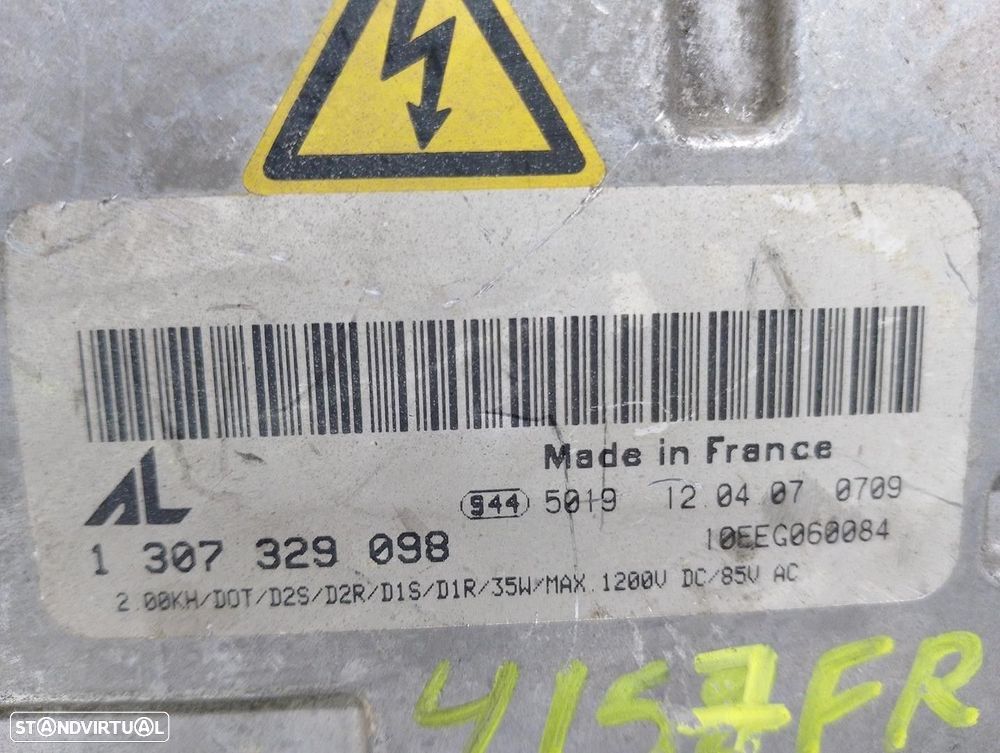 Made in France
944 5019 12 04 07 0709
AL
1 307 329 098 10EEG060084
2.00KH/DOT/D2S/D2R/D1S/D1R/35W/MAX.1200V DC/85V AC
4157FR
STANDVIRTUAL